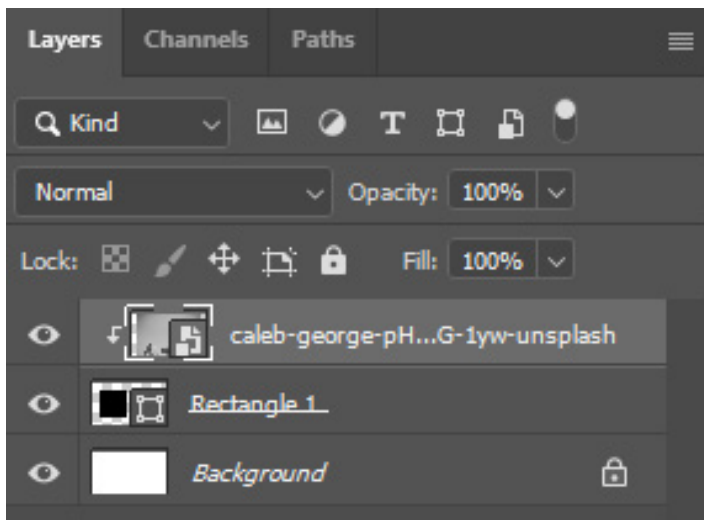 Layers Channels Paths
Kind T
Normal Opacity: 100%
Lock: Fill: 100%
caleb-george-pH...G-1yw-unsplash
Rectangle 1
Background